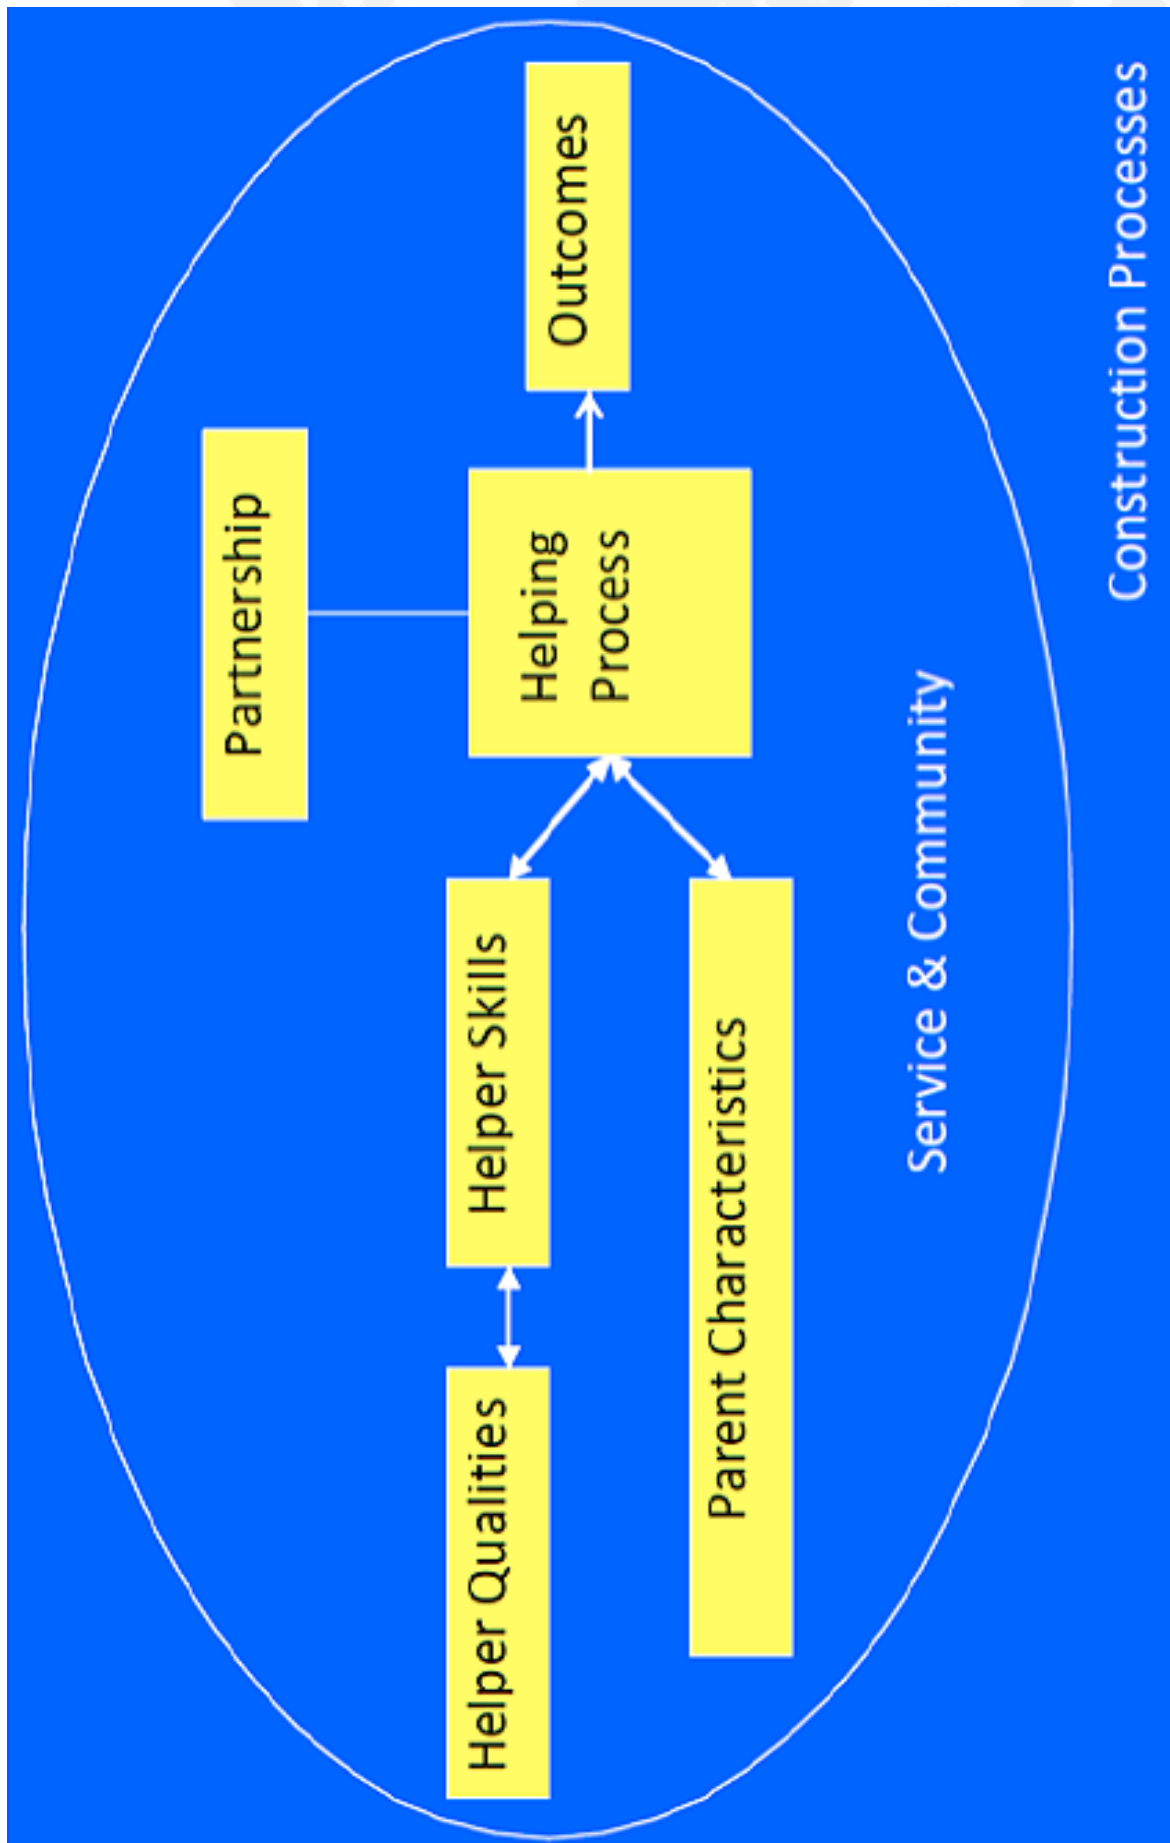 Partnership
Helper Qualities
Helper Skills
Helping
Process
Outcomes
Parent Characteristics
Service & Community
Construction Processes